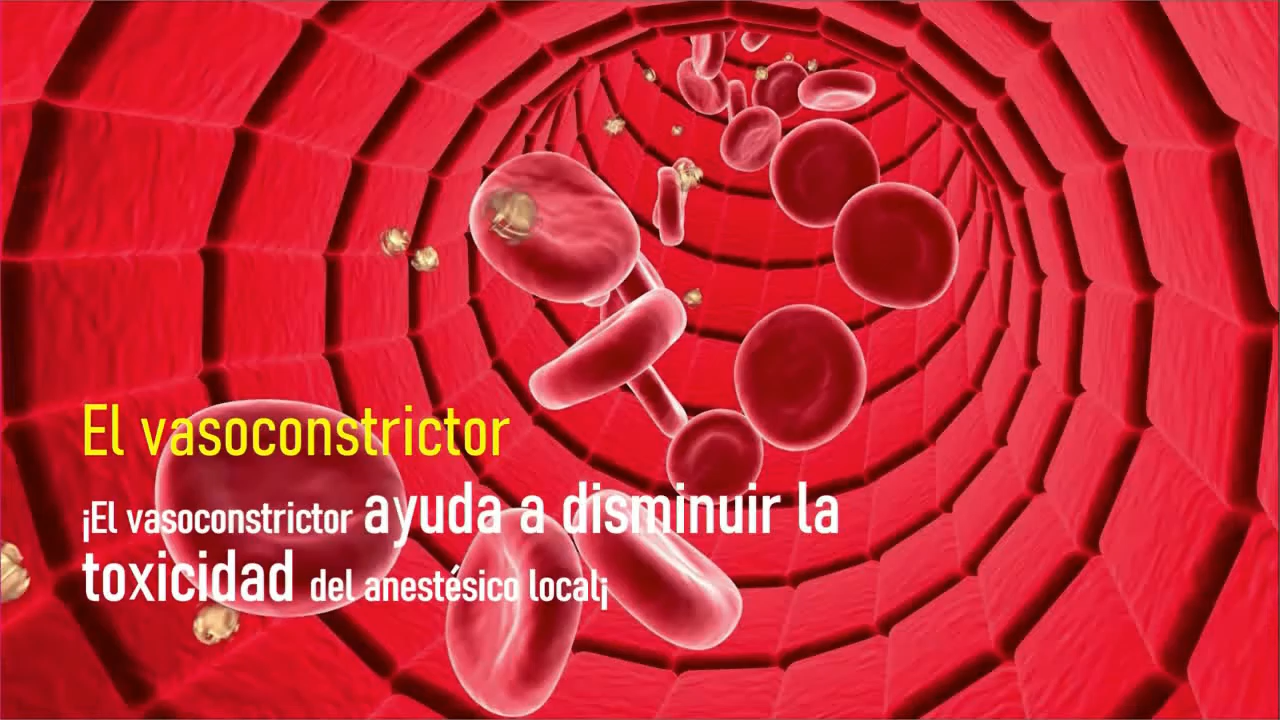 El vasoconstrictor
¡El vasoconstrictor ayuda a disminuir la
toxicidad del anestésico local¡